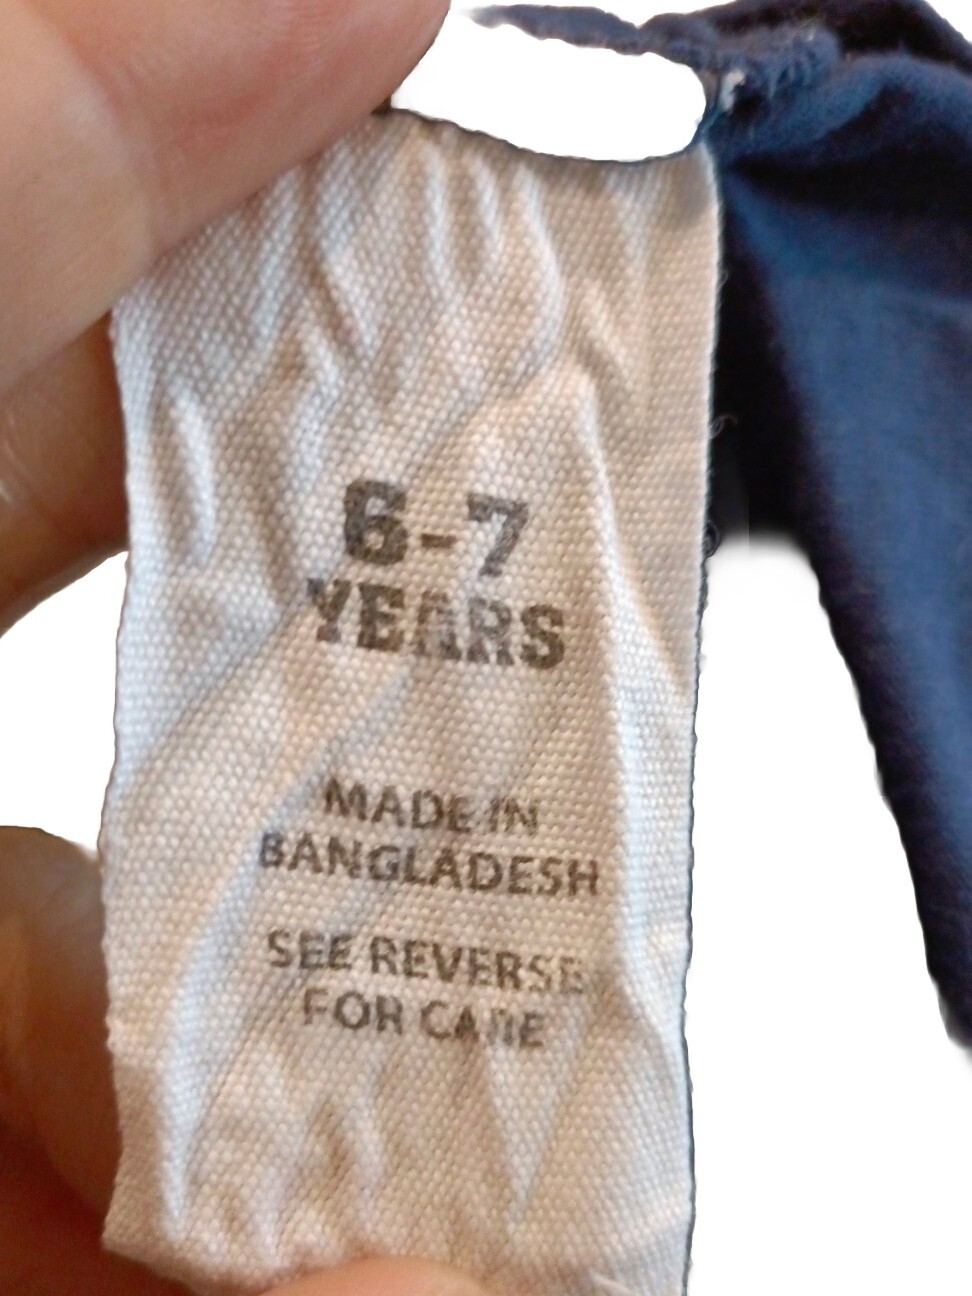 6-7
YEARS
MADE IN
BANGLADESH
SEE REVERSE
FOR CARE